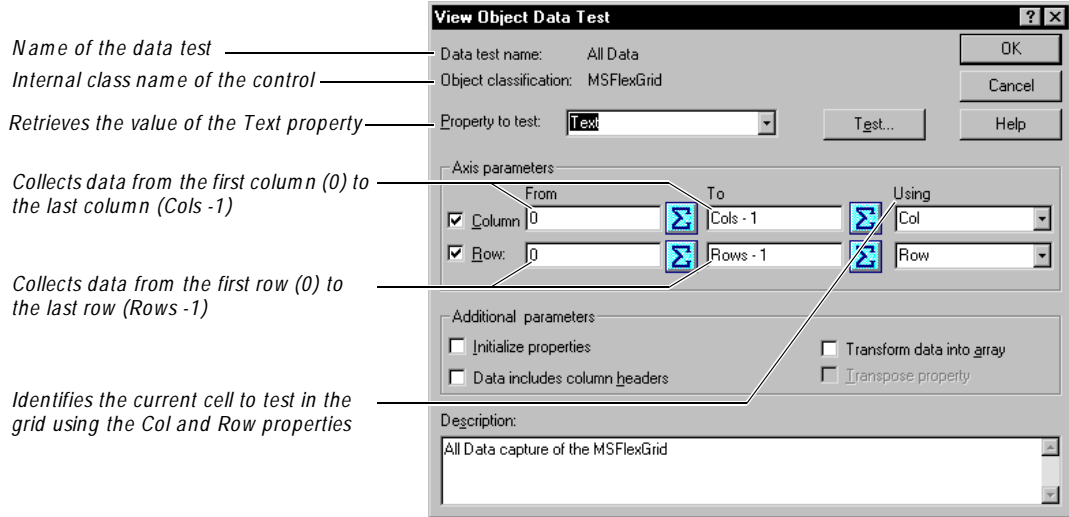 View Object Data Test
Name of the data test
Data test name: All Data
OK
Internal class name of the control
Object classification: MSFlexGrid
Cancel
Retrieves the value of the Text property
Property to test: Text
Test...
Help
Axis parameters
From To Using
Collects data from the first column (0) to
the last column (Cols -1)
Column 0 Σ Cols - 1 Σ Col
Row: 0 Σ Rows - 1 Σ Row
Collects data from the first row (0) to
the last row (Rows -1)
Additional parameters
Initialize properties
Transform data into array
Data includes column headers
Transpose property
Identifies the current cell to test in the
grid using the Col and Row properties
Description:
All Data capture of the MSFlexGrid